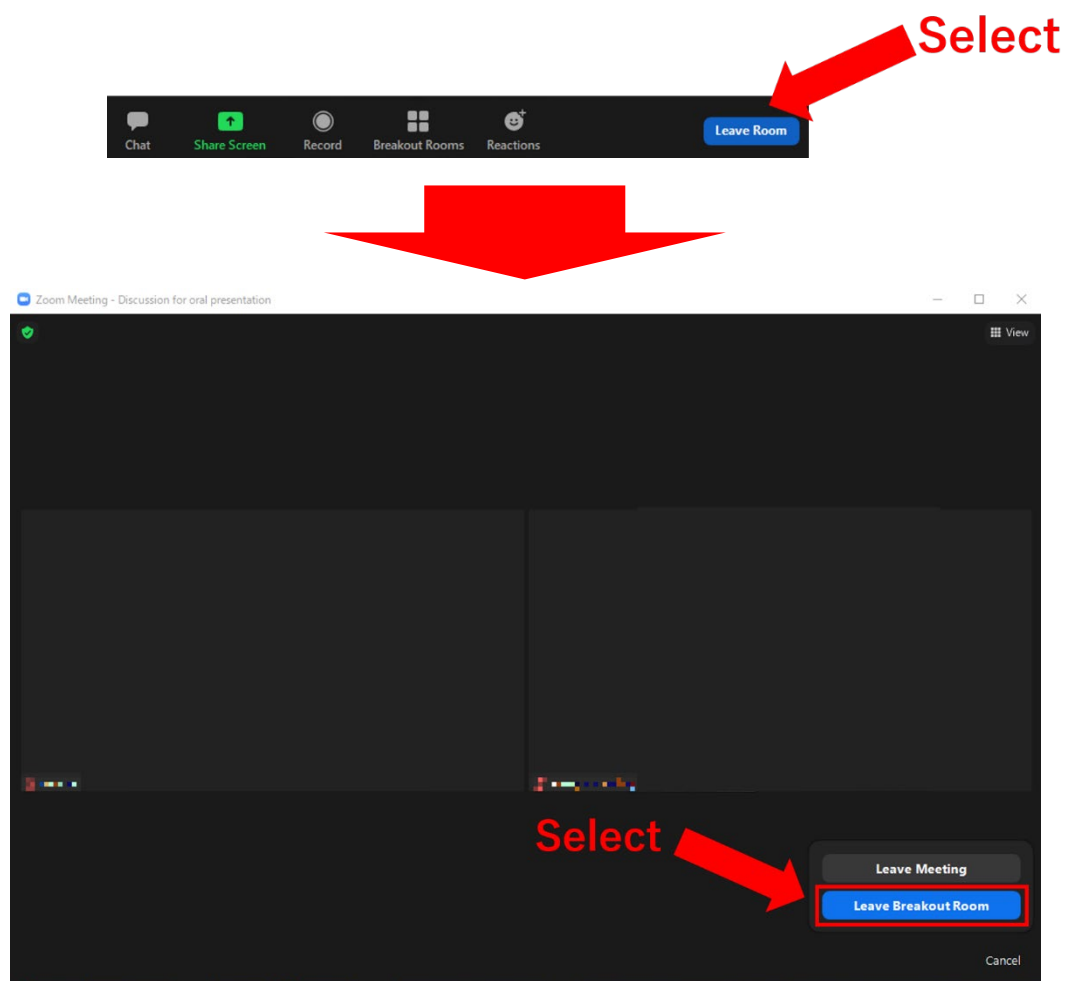 Select
Chat
Share Screen
Record
Breakout Rooms
Reactions
Leave Room
Zoom Meeting - Discussion for oral presentation
View
Select
Leave Meeting
Leave Breakout Room
Cancel